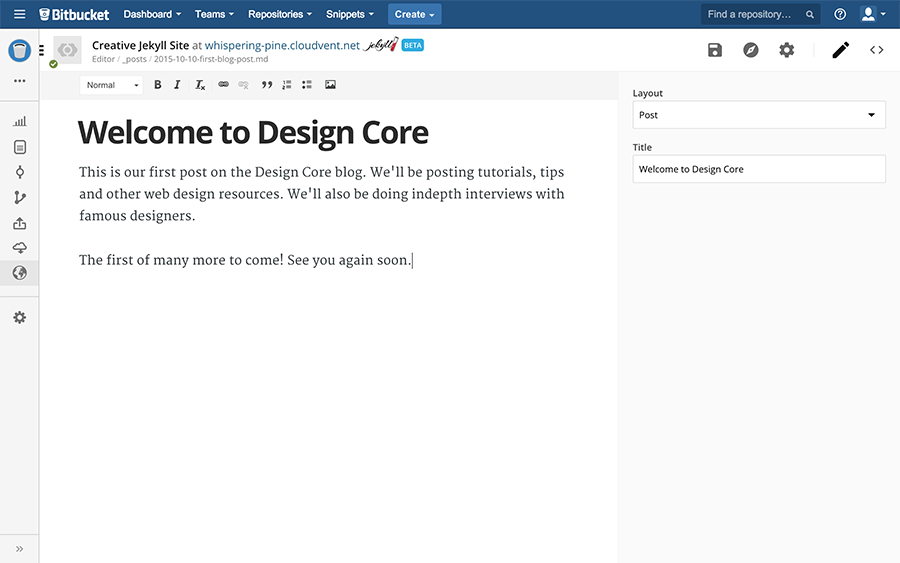 Bitbucket Dashboard Teams Repositories Snippets Create Find a repository...
Creative Jekyll Site at whispering-pine.cloudvent.net jekyll BETA
Editor / _posts / 2015-10-10-first-blog-post.md
Normal B I Tx
Layout
Post
Title
Welcome to Design Core
Welcome to Design Core
This is our first post on the Design Core blog. We'll be posting tutorials, tips
and other web design resources. We'll also be doing indepth interviews with
famous designers.
The first of many more to come! See you again soon.